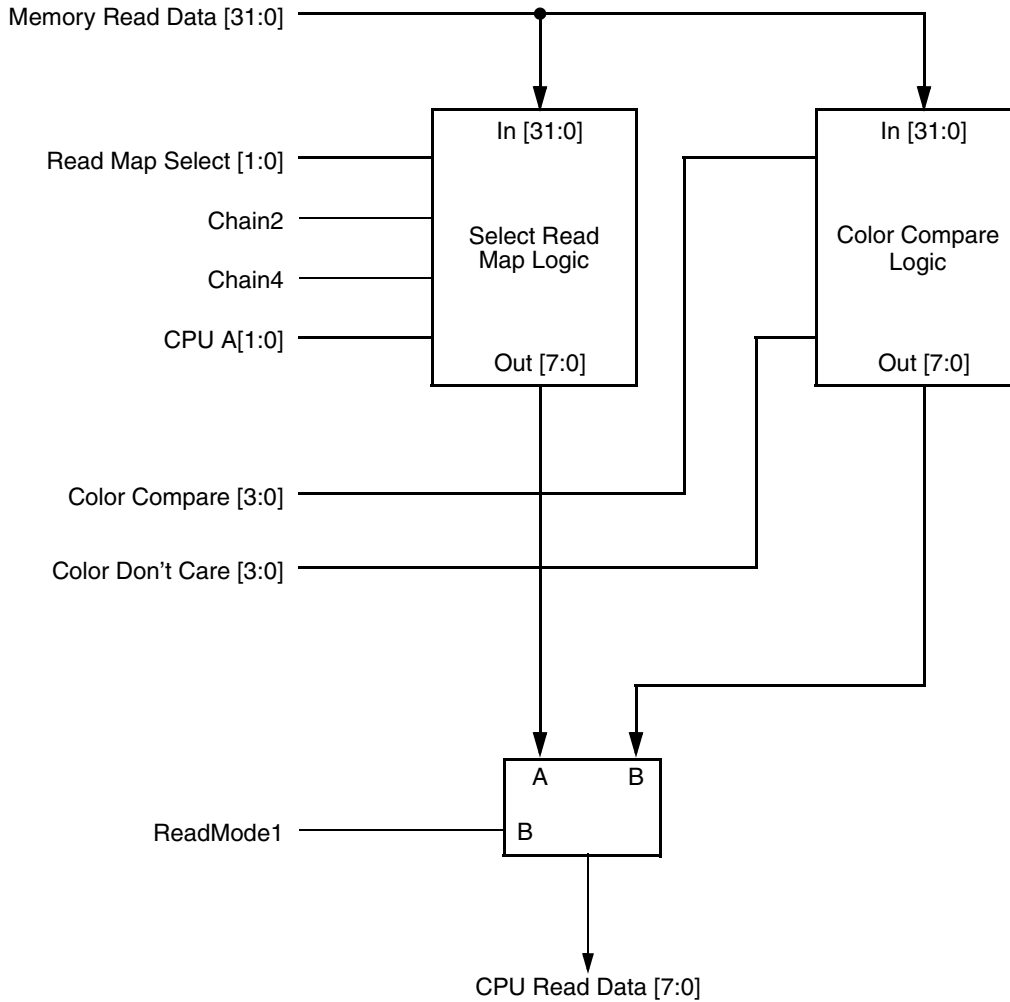 Memory Read Data [31:0]
In [31:0]
In [31:0]
Read Map Select [1:0]
Chain2
Select Read
Map Logic
Color Compare
Logic
Chain4
CPU A[1:0]
Out [7:0]
Out [7:0]
Color Compare [3:0]
Color Don't Care [3:0]
A
B
ReadMode1
B
CPU Read Data [7:0]